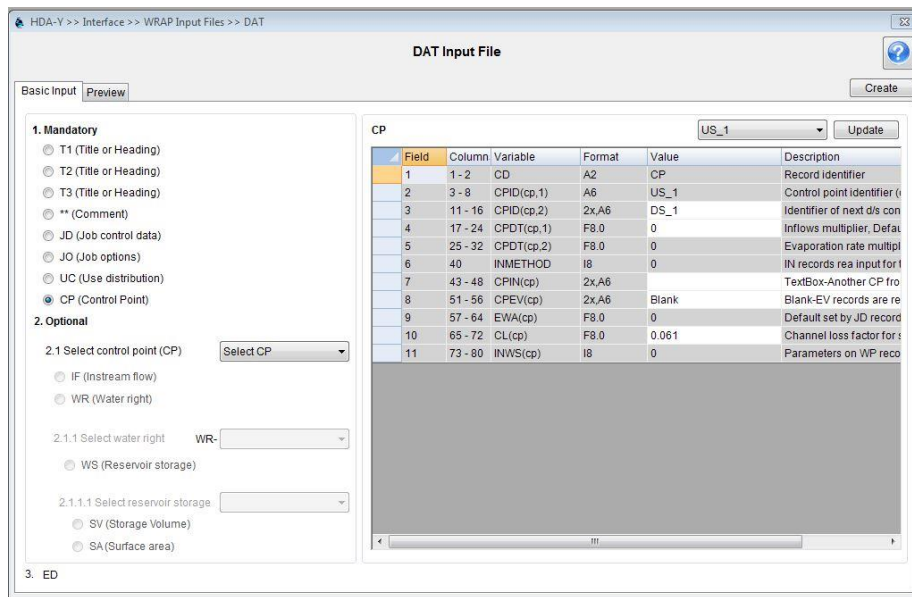 HDA-Y >> Interface >> WRAP Input Files >> DAT
DAT Input File
Basic Input Preview
Create
1. Mandatory
T1 (Title or Heading)
T2 (Title or Heading)
T3 (Title or Heading)
** (Comment)
JD (Job control data)
JO (Job options)
UC (Use distribution)
CP (Control Point)
2. Optional
2.1 Select control point (CP) Select CP
IF (Instream flow)
WR (Water right)
2.1.1 Select water right WR-
WS (Reservoir storage)
2.1.1.1 Select reservoir storage
SV (Storage Volume)
SA (Surface area)
3. ED
CP US_1 Update
Field Column Variable Format Value Description
1 1 - 2 CD A2 CP Record identifier
2 3 - 8 CPID(cp,1) A6 US_1 Control point identifier (
3 11 - 16 CPID(cp,2) 2x,A6 DS_1 Identifier of next d/s con
4 17 - 24 CPDT(cp,1) F8.0 0 Inflows multiplier, Defau
5 25 - 32 CPDT(cp,2) F8.0 0 Evaporation rate multipl
6 40 INMETHOD I8 0 IN records rea input for t
7 43 - 48 CPIN(cp) 2x,A6 TextBox-Another CP fro
8 51 - 56 CPEV(cp) 2x,A6 Blank Blank-EV records are re
9 57 - 64 EWA(cp) F8.0 0 Default set by JD record
10 65 - 72 CL(cp) F8.0 0.061 Channel loss factor for s
11 73 - 80 INWS(cp) I8 0 Parameters on WP reco